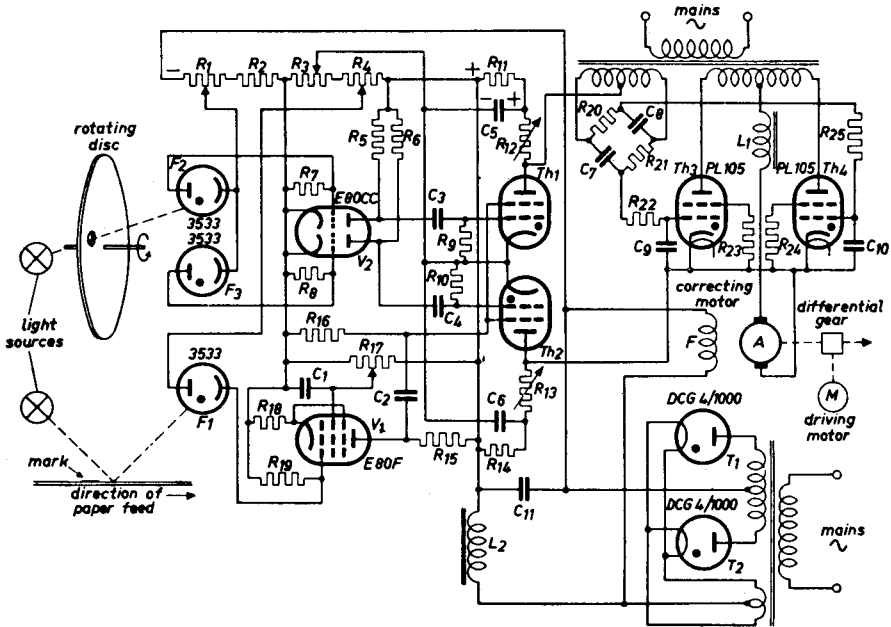 mains
− R1 R2 R3 R4 + R11
C5 − + R12
R5 R6
R20 C8 C7 R21 L1 R25
rotating disc
F2 3533
3533 F3
R7 E80CC V2 R8
C3 R9 R10 C4
Th1
Th2
Th3 PL105
PL105 Th4
R22 C9 R23 R24 C10
light sources
R16
R17
3533 F1
C1 C2
R18 R19
V1 E80F
R15 R14 C6 R13
correcting motor
F A
differential gear
M
driving motor
DCG 4/1000
T1
mark
direction of paper feed
C11
L2
DCG 4/1000
T2
mains